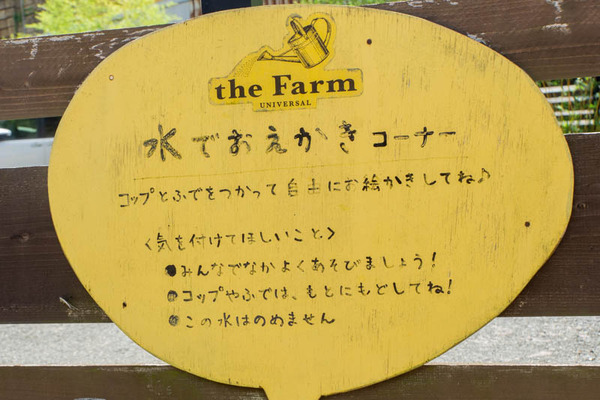 the Farm
UNIVERSAL
水でおえかきコーナー
コップとふでをつかって自由にお絵かきしてね♪
〈気を付けてほしいこと〉
●みんなでなかよくあそびましょう！
●コップやふでは、もとにもどしてね！
●この水はのめません